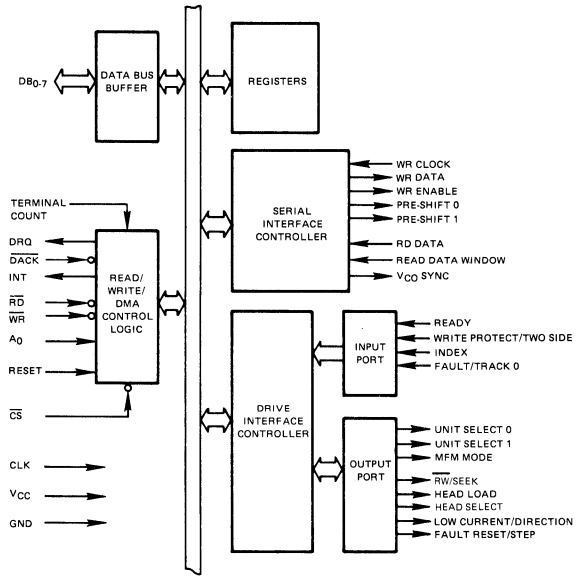 DB0-7
DATA BUS
BUFFER
REGISTERS
SERIAL
INTERFACE
CONTROLLER
WR CLOCK
WR DATA
WR ENABLE
PRE-SHIFT 0
PRE-SHIFT 1
RD DATA
READ DATA WINDOW
VCO SYNC
TERMINAL
COUNT
DRQ
DACK
INT
RD
WR
A0
RESET
CS
READ/
WRITE/
DMA
CONTROL
LOGIC
CLK
VCC
GND
DRIVE
INTERFACE
CONTROLLER
INPUT
PORT
READY
WRITE PROTECT/TWO SIDE
INDEX
FAULT/TRACK 0
OUTPUT
PORT
UNIT SELECT 0
UNIT SELECT 1
MFM MODE
RW/SEEK
HEAD LOAD
HEAD SELECT
LOW CURRENT/DIRECTION
FAULT RESET/STEP